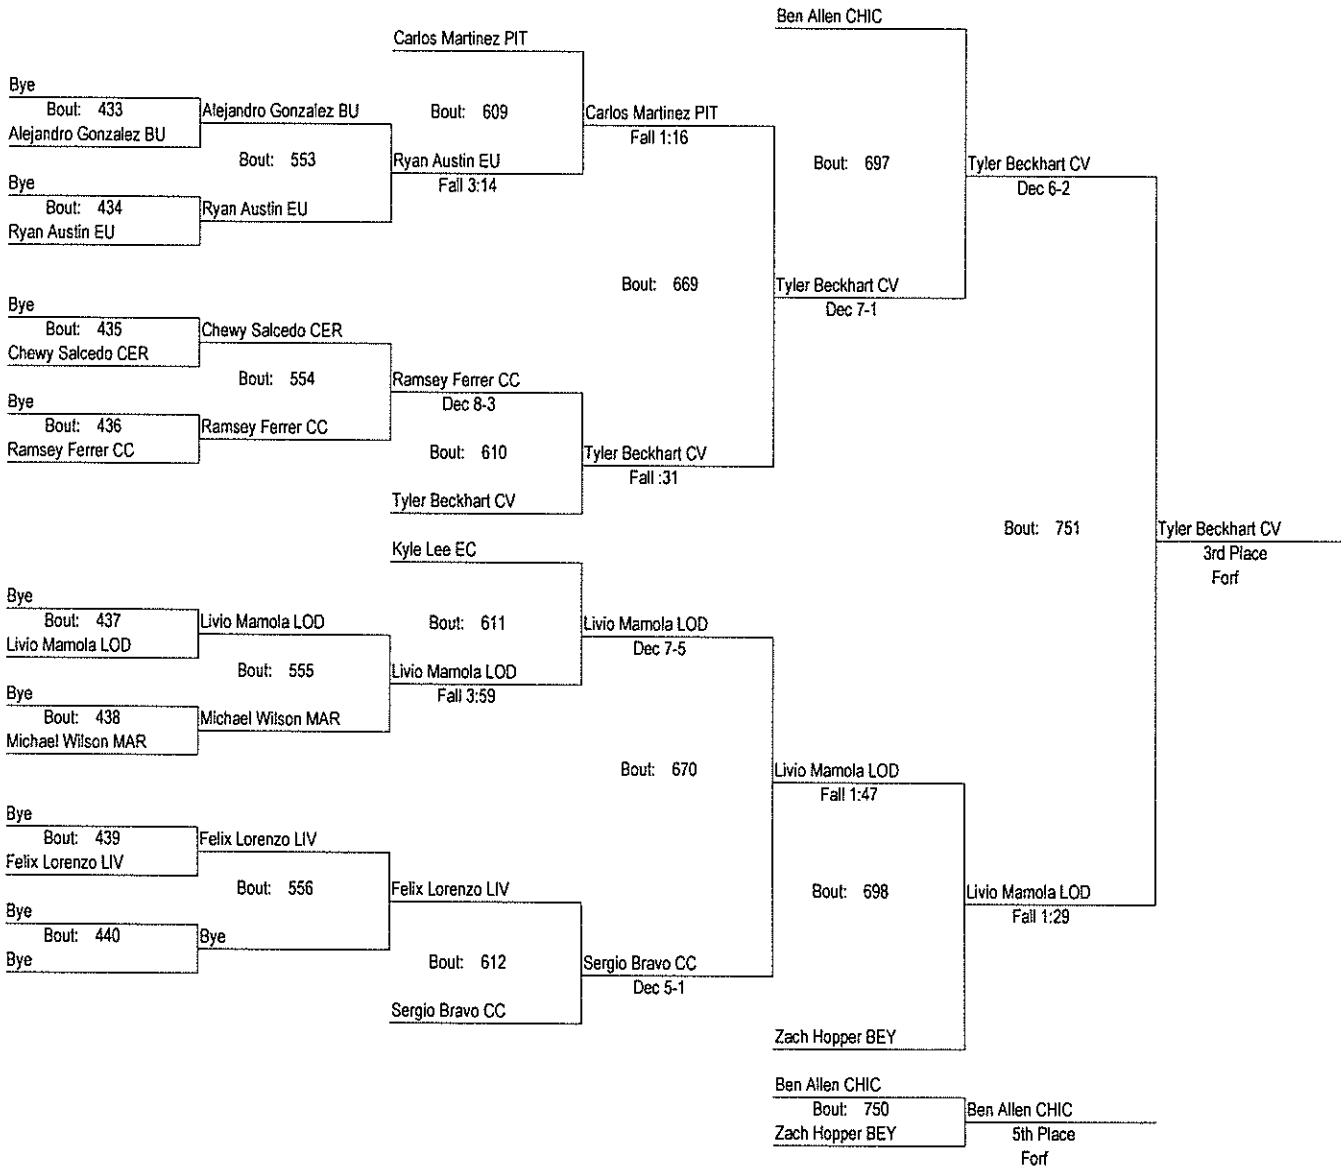 Ben Allen CHIC
Carlos Martinez PIT
Bye
Bout: 433
Alejandro Gonzalez BU
Alejandro Gonzalez BU
Bout: 609
Carlos Martinez PIT
Fall 1:16
Bout: 553
Ryan Austin EU
Fall 3:14
Bout: 697
Tyler Beckhart CV
Dec 6-2
Bye
Bout: 434
Ryan Austin EU
Ryan Austin EU
Bout: 669
Tyler Beckhart CV
Dec 7-1
Bye
Bout: 435
Chewy Salcedo CER
Chewy Salcedo CER
Bout: 554
Ramsey Ferrer CC
Dec 8-3
Bye
Bout: 436
Ramsey Ferrer CC
Ramsey Ferrer CC
Bout: 610
Tyler Beckhart CV
Fall :31
Tyler Beckhart CV
Bout: 751
Tyler Beckhart CV
3rd Place
Forf
Kyle Lee EC
Bye
Bout: 437
Livio Mamola LOD
Livio Mamola LOD
Bout: 611
Livio Mamola LOD
Dec 7-5
Bout: 555
Livio Mamola LOD
Fall 3:59
Bye
Bout: 438
Michael Wilson MAR
Michael Wilson MAR
Bout: 670
Livio Mamola LOD
Fall 1:47
Bye
Bout: 439
Felix Lorenzo LIV
Felix Lorenzo LIV
Bout: 556
Felix Lorenzo LIV
Bout: 698
Livio Mamola LOD
Fall 1:29
Bye
Bout: 440
Bye
Bye
Bout: 612
Sergio Bravo CC
Dec 5-1
Sergio Bravo CC
Zach Hopper BEY
Ben Allen CHIC
Bout: 750
Zach Hopper BEY
Ben Allen CHIC
5th Place
Forf